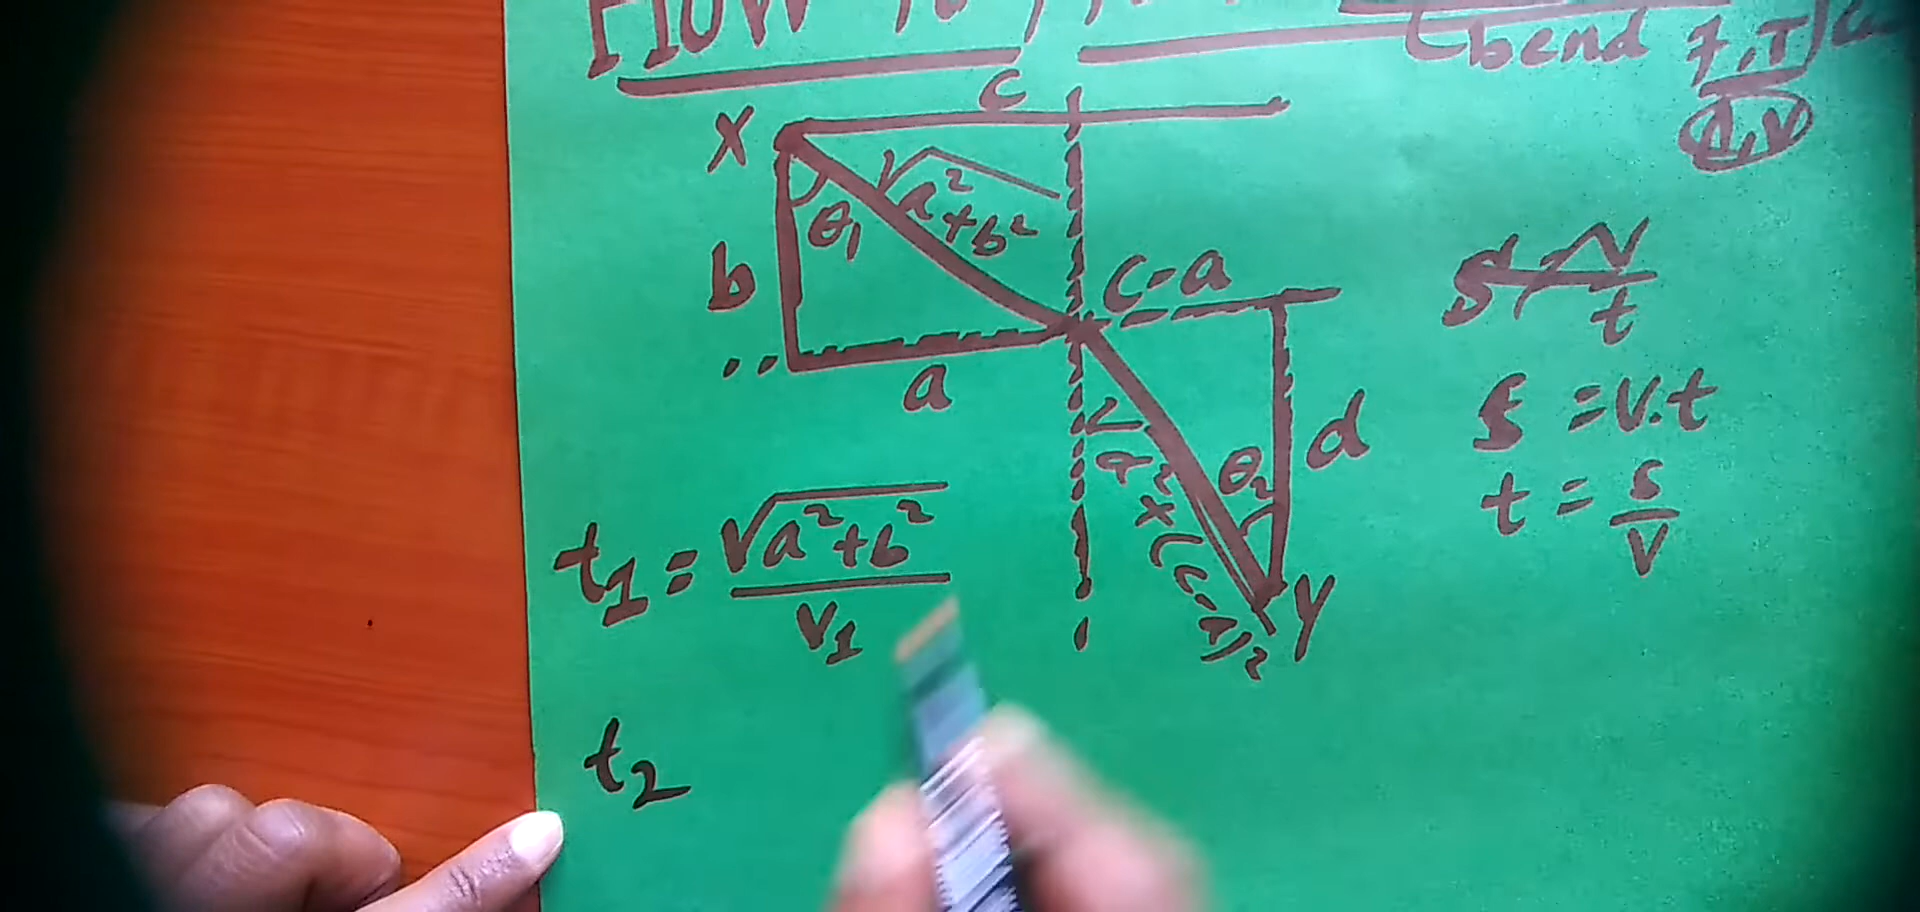 bend
c
x
θ₁
√a²+b²
b
c-a
a
θ₂
d
y
d²+(c-a)²
λ,v
s=v/t
s=v.t
t=s/v
t₁=√a²+b²/v₁
t₂